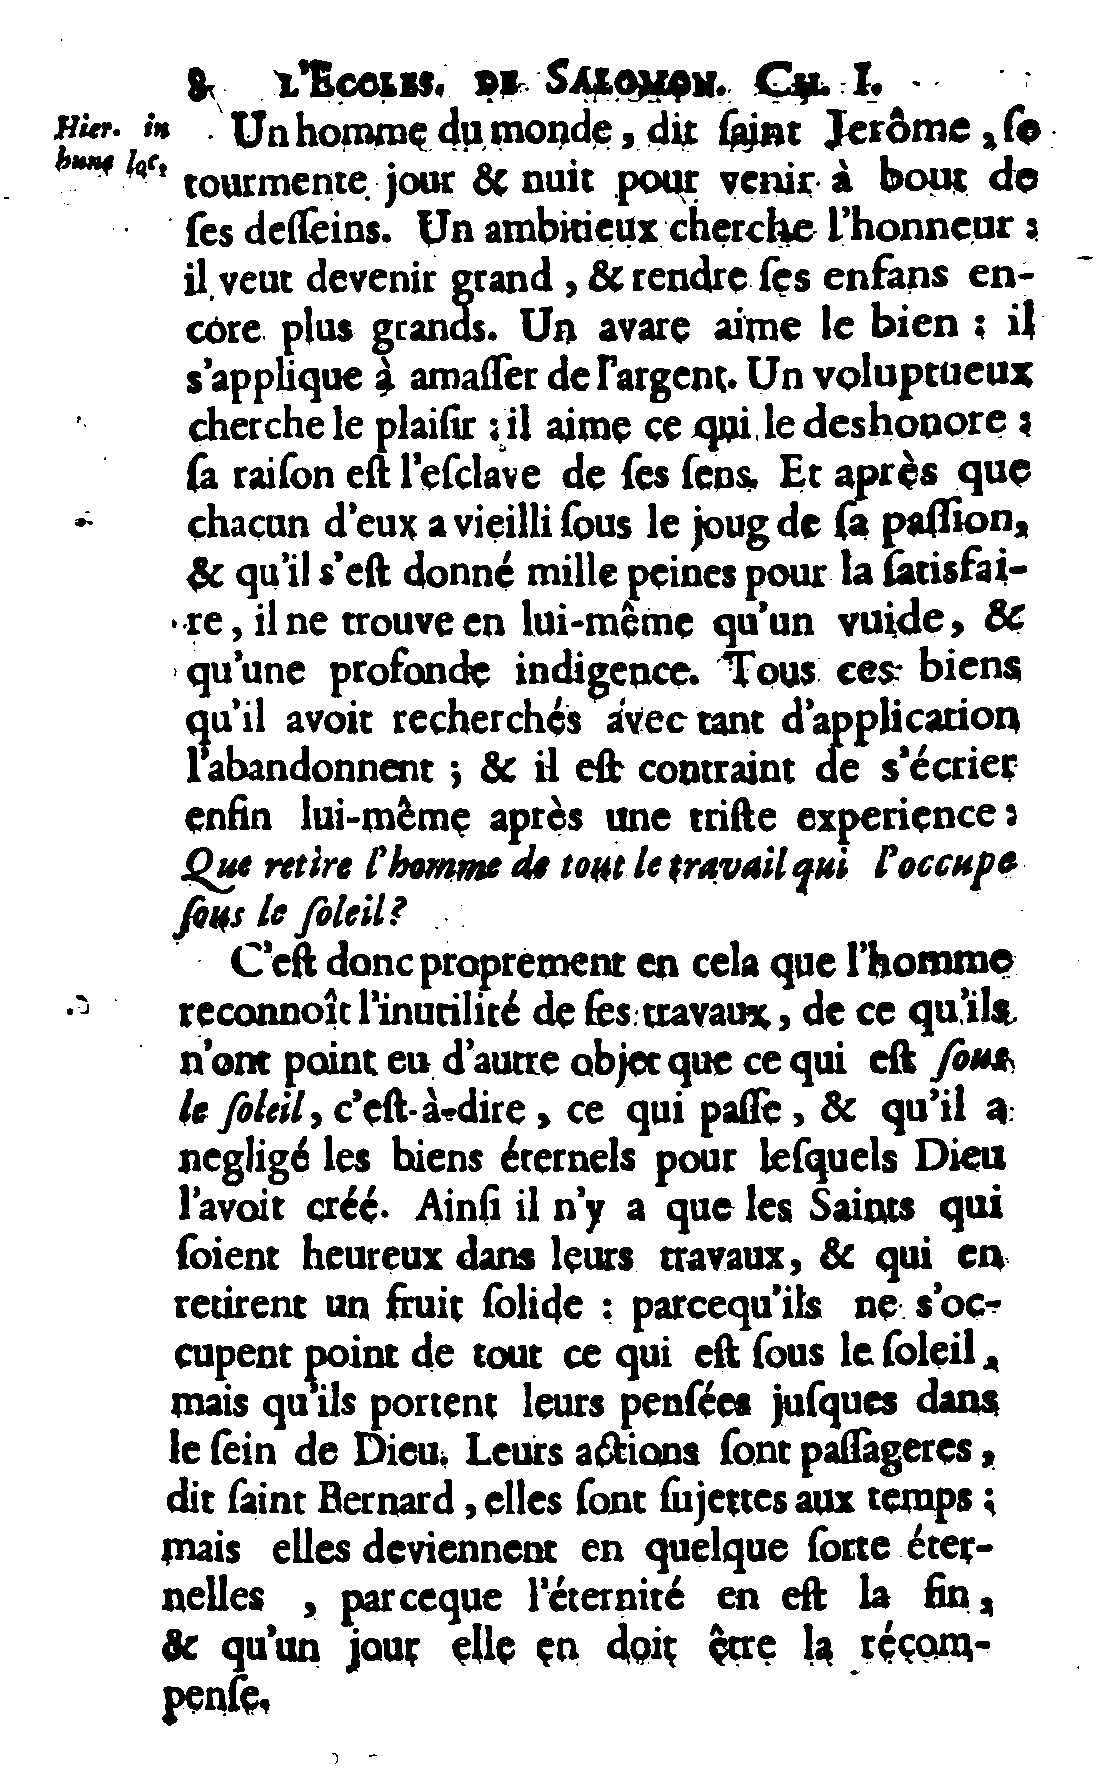 8 L'ECCLES. DE SALOMON. CH. I.
Hier. in
hunc loc.
Un homme du monde, dit ſaint Jerôme, ſe
tourmente jour & nuit pour venir à bout de
ſes deſſeins. Un ambitieux cherche l'honneur :
il veut devenir grand, & rendre ſes enfans en-
core plus grands. Un avare aime le bien ; il
s'applique à amaſſer de l'argent. Un voluptueux
cherche le plaiſir ; il aime ce qui le deshonore :
ſa raiſon eſt l'eſclave de ſes ſens. Et après que
chacun d'eux a vieilli ſous le joug de ſa paſſion,
& qu'il s'eſt donné mille peines pour la ſatisfai-
re, il ne trouve en lui-même qu'un vuide, &
qu'une profonde indigence. Tous ces biens
qu'il avoit recherchés avec tant d'application
l'abandonnent ; & il eſt contraint de s'écrier
enfin lui-même après une triſte experience :
Que retire l'homme de tout le travail qui l'occupe
ſous le ſoleil ?
C'eſt donc proprement en cela que l'homme
reconnoît l'inutilité de ſes travaux, de ce qu'ils
n'ont point eu d'autre objet que ce qui eſt ſous
le ſoleil, c'eſt-à-dire, ce qui paſſe, & qu'il a
negligé les biens éternels pour leſquels Dieu
l'avoit créé. Ainſi il n'y a que les Saints qui
ſoient heureux dans leurs travaux, & qui en
retirent un fruit ſolide : parcequ'ils ne s'oc-
cupent point de tout ce qui eſt ſous le ſoleil,
mais qu'ils portent leurs penſées juſques dans
le ſein de Dieu. Leurs actions ſont paſſageres,
dit ſaint Bernard, elles ſont ſujettes aux temps ;
mais elles deviennent en quelque ſorte éter-
nelles, parceque l'éternité en eſt la fin,
& qu'un jour elle en doit être la récom-
penſe.